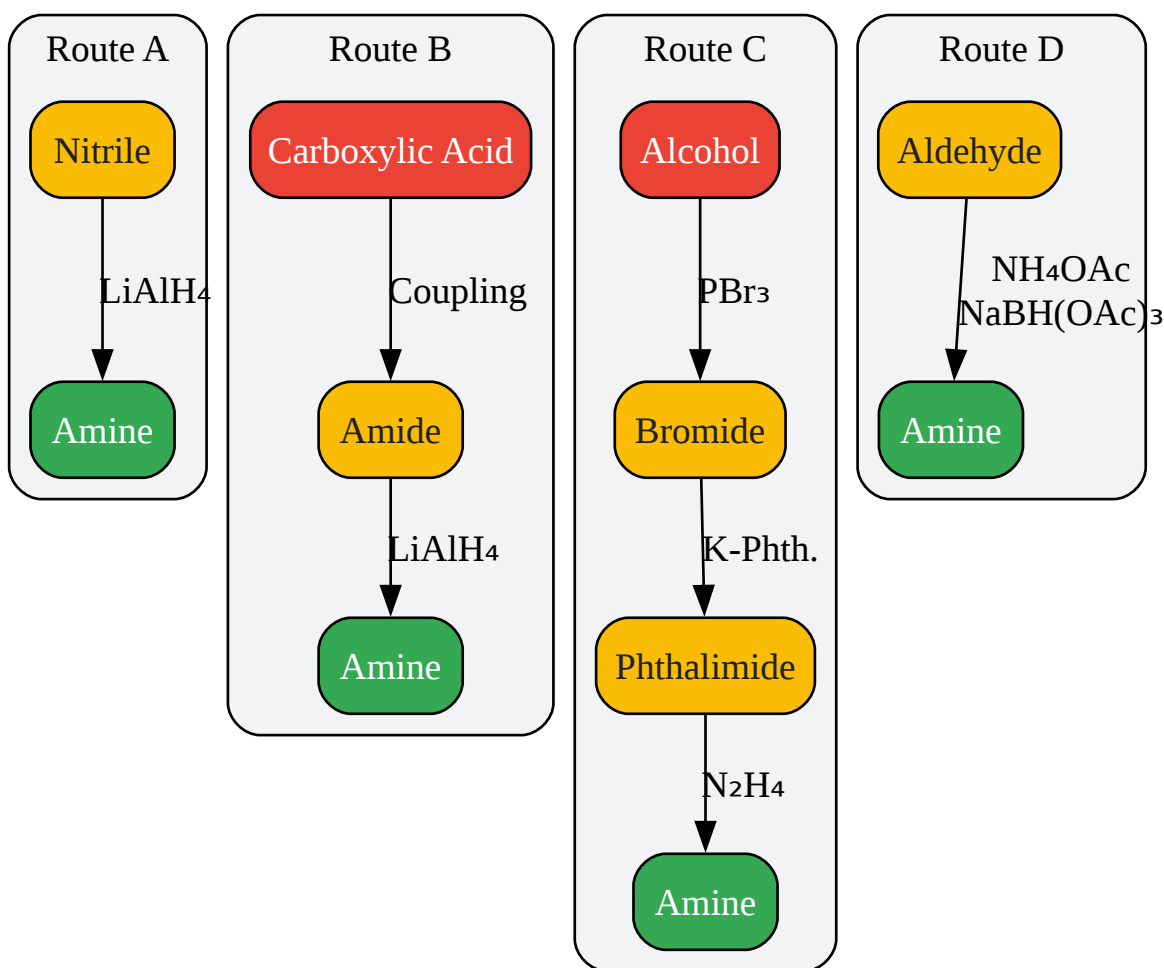 Route A
Nitrile
LiAlH₄
Amine
Route B
Carboxylic Acid
Coupling
Amide
LiAlH₄
Amine
Route C
Alcohol
PBr₃
Bromide
K-Phth.
Phthalimide
N₂H₄
Amine
Route D
Aldehyde
NH₄OAc
NaBH(OAc)₃
Amine